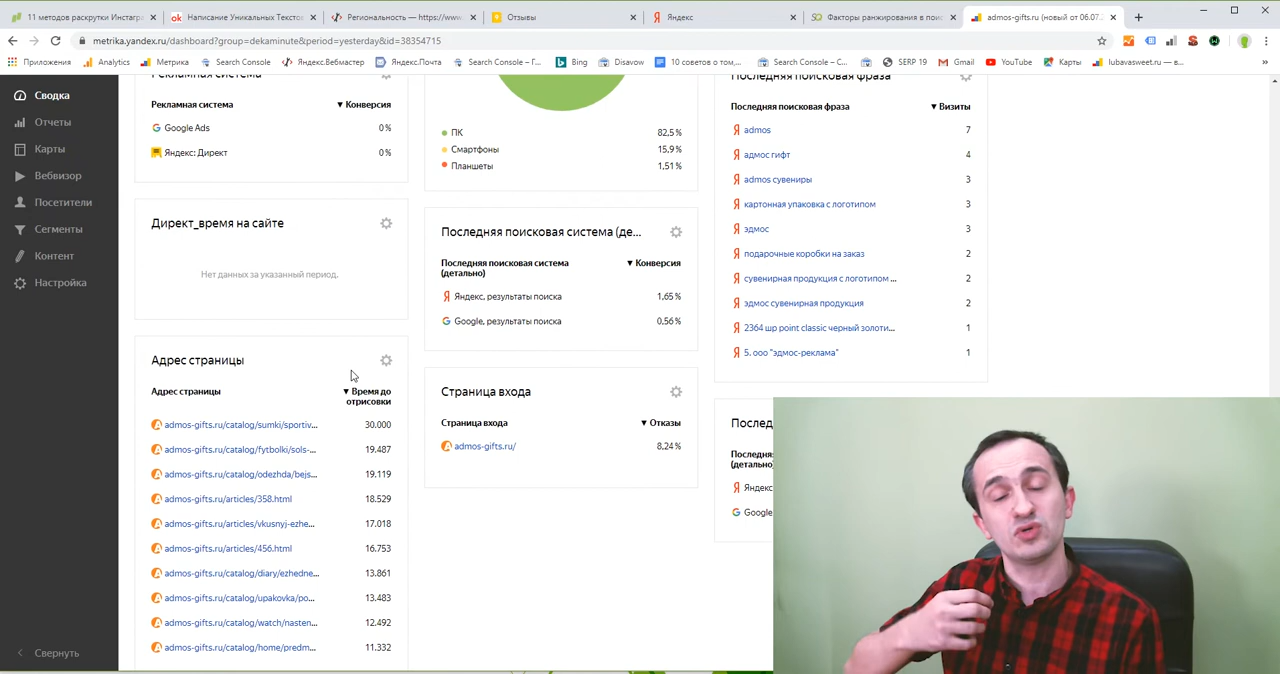 11 методов раскрутки Инстагр
Написание Уникальных Текстов
Региональность — https://www.
Отзывы
Яндекс
Факторы ранжирования в пои
admos-gifts.ru (новый от 06.07.
metrika.yandex.ru/dashboard?group=dekaminute&period=yesterday&id=38354715
Приложения
Analytics
Метрика
Search Console
Яндекс.Вебмастер
Яндекс.Почта
Search Console – Г...
Bing
Disavow
10 советов о том,...
Search Console – С...
SERP 19
Gmail
YouTube
Карты
lubavasweet.ru — в...
Сводка
Отчеты
Карты
Вебвизор
Посетители
Сегменты
Контент
Настройка
Свернуть
Рекламная система
Рекламная система ▼ Конверсия
Google Ads 0 %
Яндекс: Директ 0 %
Директ_время на сайте
Нет данных за указанный период.
Адрес страницы
Адрес страницы ▼ Время до
отрисовки
admos-gifts.ru/catalog/sumki/sportiv... 30.000
admos-gifts.ru/catalog/fytbolki/sols-... 19.487
admos-gifts.ru/catalog/odezhda/bejs... 19.119
admos-gifts.ru/articles/358.html 18.529
admos-gifts.ru/articles/vkusnyj-ezhe... 17.018
admos-gifts.ru/articles/456.html 16.753
admos-gifts.ru/catalog/diary/ezhedne... 13.861
admos-gifts.ru/catalog/upakovka/po... 13.483
admos-gifts.ru/catalog/watch/nasten... 12.492
admos-gifts.ru/catalog/home/predm... 11.332
ПК 82,5 %
Смартфоны 15,9 %
Планшеты 1,51 %
Последняя поисковая система (де...
Последняя поисковая система
(детально) ▼ Конверсия
Яндекс, результаты поиска 1,65 %
Google, результаты поиска 0,56 %
Страница входа
Страница входа ▼ Отказы
admos-gifts.ru/ 8,24 %
Последняя поисковая фраза
Последняя поисковая фраза ▼ Визиты
admos 7
адмос гифт 4
admos сувениры 3
картонная упаковка с логотипом 3
эдмос 3
подарочные коробки на заказ 2
сувенирная продукция с логотипом ... 2
эдмос сувенирная продукция 2
2364 шр point classic черный золоти... 1
5. ооо "эдмос-реклама" 1
Послед
Последня
(детально)
Яндекс
Google